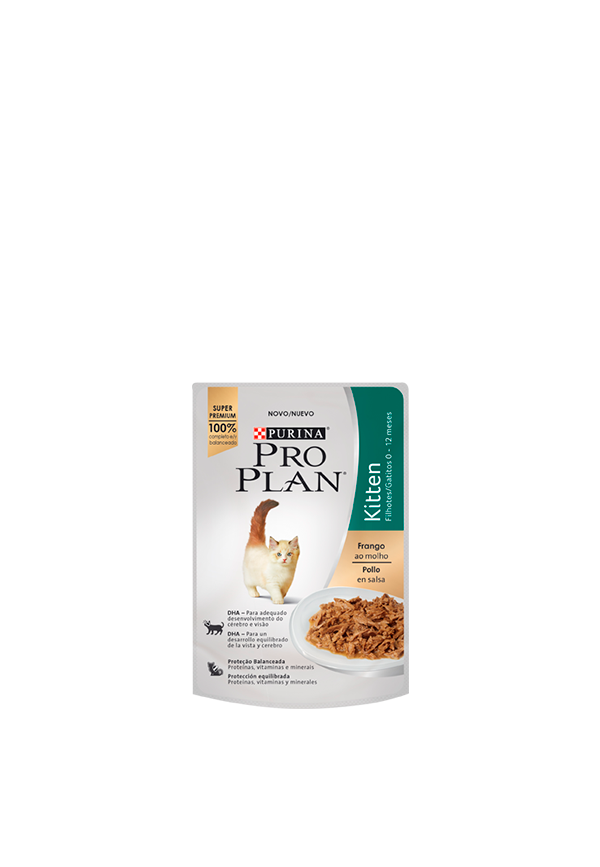 SUPER
PREMIUM
100%
completo e/o
balanceado
NOVO/NUEVO
PURINA®
PRO
PLAN®
Kitten
Filhotes/Gatitos 0 - 12 meses
Frango
ao molho
Pollo
en salsa
DHA – Para adequado
desenvolvimento do
cérebro e visão
DHA – Para un
desarrollo equilibrado
de la vista y cerebro
Proteção Balanceada
Proteínas, vitaminas e minerais
Protección equilibrada
Proteínas, vitaminas y minerales